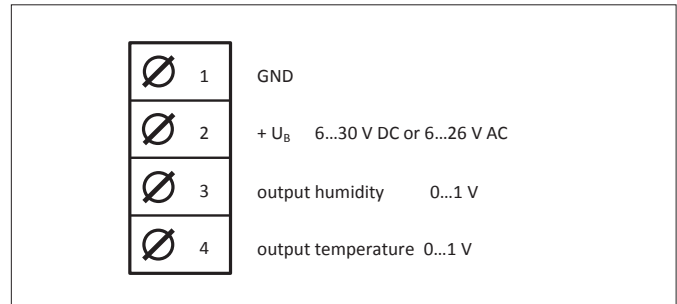 1 GND
2 + UB 6...30 V DC or 6...26 V AC
3 output humidity 0...1 V
4 output temperature 0...1 V